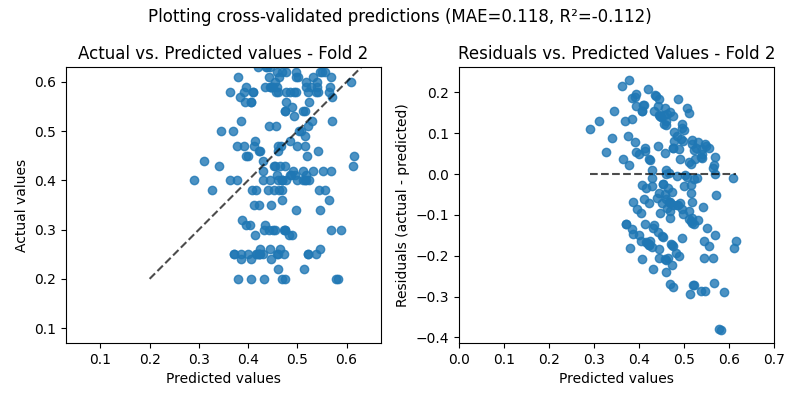 Plotting cross-validated predictions (MAE=0.118, R²=-0.112)
Actual vs. Predicted values - Fold 2
Actual values
0.6
0.5
0.4
0.3
0.2
0.1
0.1 0.2 0.3 0.4 0.5 0.6
Predicted values
Residuals vs. Predicted Values - Fold 2
Residuals (actual - predicted)
0.2
0.1
0.0
−0.1
−0.2
−0.3
−0.4
0.0 0.1 0.2 0.3 0.4 0.5 0.6 0.7
Predicted values